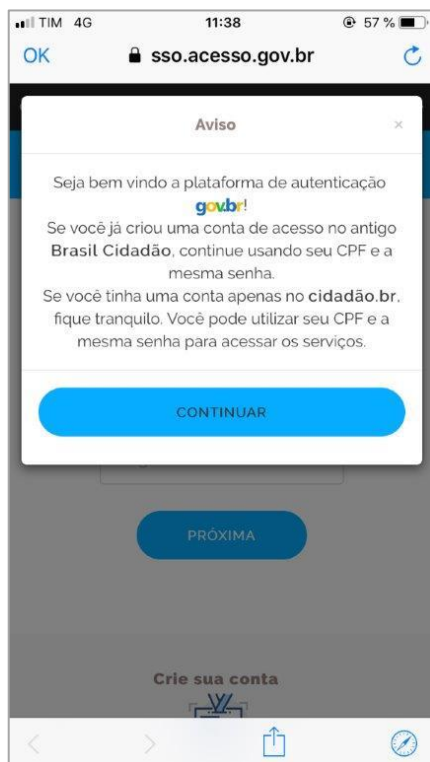 TIM 4G 11:38 57 %
OK sso.acesso.gov.br
Aviso ×
Seja bem vindo a plataforma de autenticação
gov.br!
Se você já criou uma conta de acesso no antigo
Brasil Cidadão, continue usando seu CPF e a
mesma senha.
Se você tinha uma conta apenas no cidadão.br,
fique tranquilo. Você pode utilizar seu CPF e a
mesma senha para acessar os serviços.
CONTINUAR
PRÓXIMA
Crie sua conta